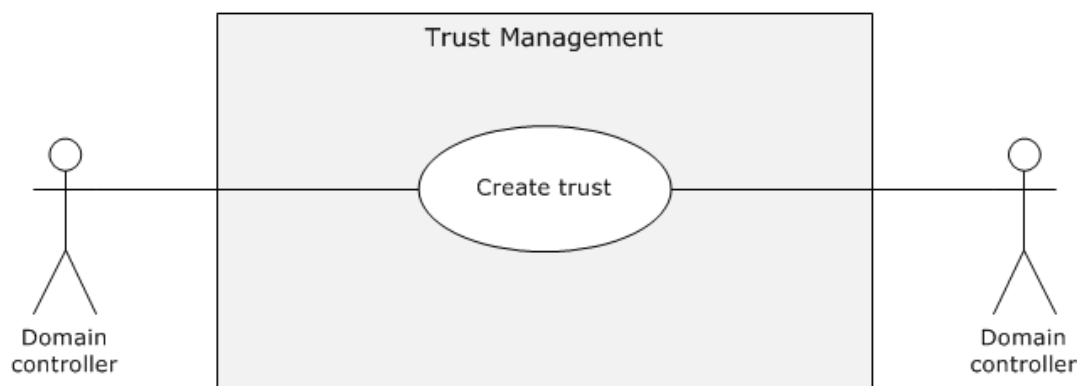 Trust Management
Create trust
Domain
controller
Domain
controller